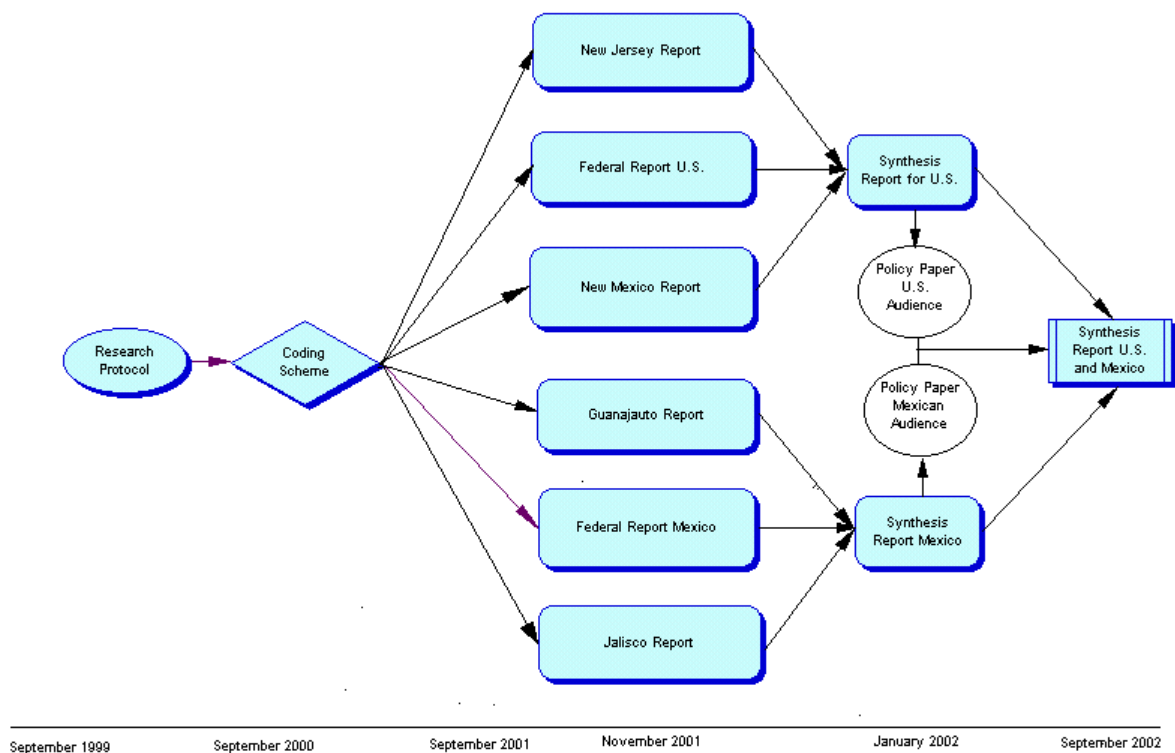 New Jersey Report
Federal Report U.S.
Synthesis
Report for U.S.
New Mexico Report
Policy Paper
U.S.
Audience
Research
Protocol
Coding
Scheme
Synthesis
Report U.S.
and Mexico
Guanajauto Report
Policy Paper
Mexican
Audience
Federal Report Mexico
Synthesis
Report Mexico
Jalisco Report
September 1999
September 2000
September 2001
November 2001
January 2002
September 2002